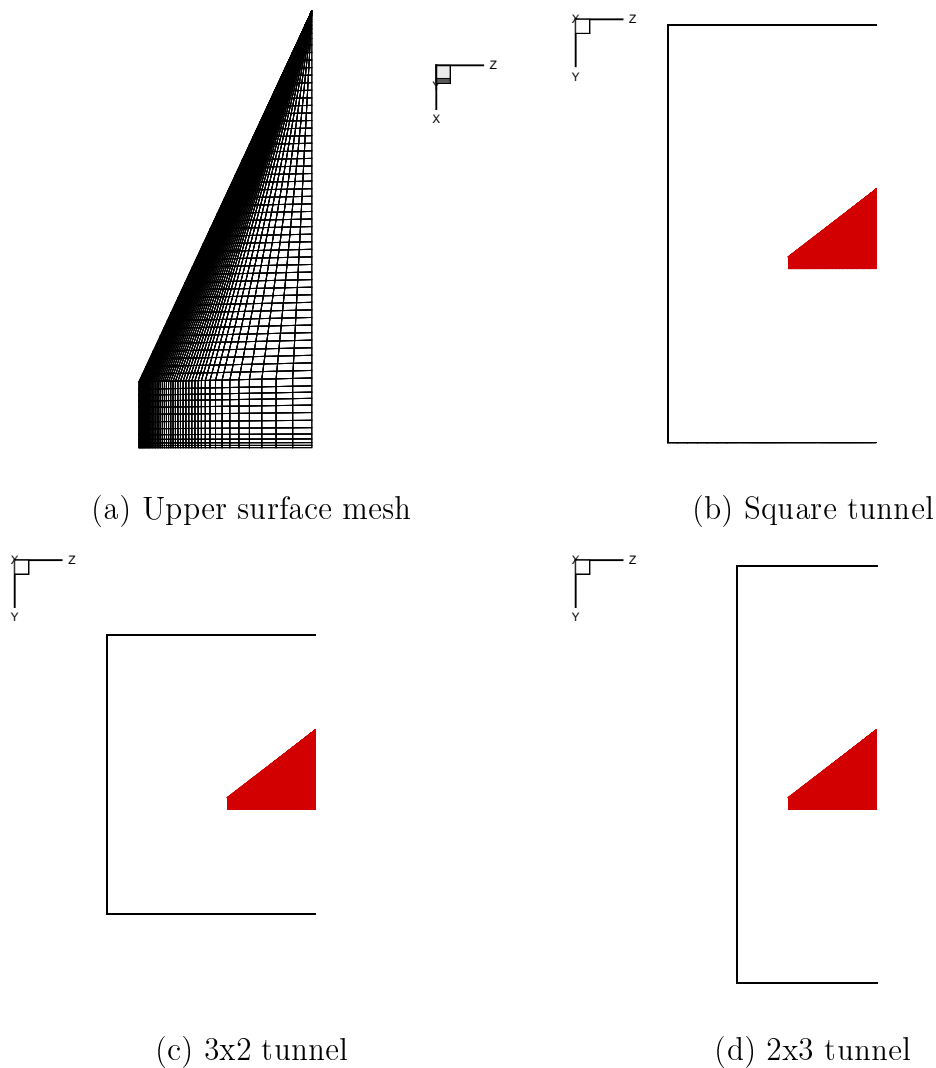 X Z
Y
Z
Y
X
(a) Upper surface mesh
(b) Square tunnel
X Z
Y
X Z
Y
(c) 3x2 tunnel
(d) 2x3 tunnel